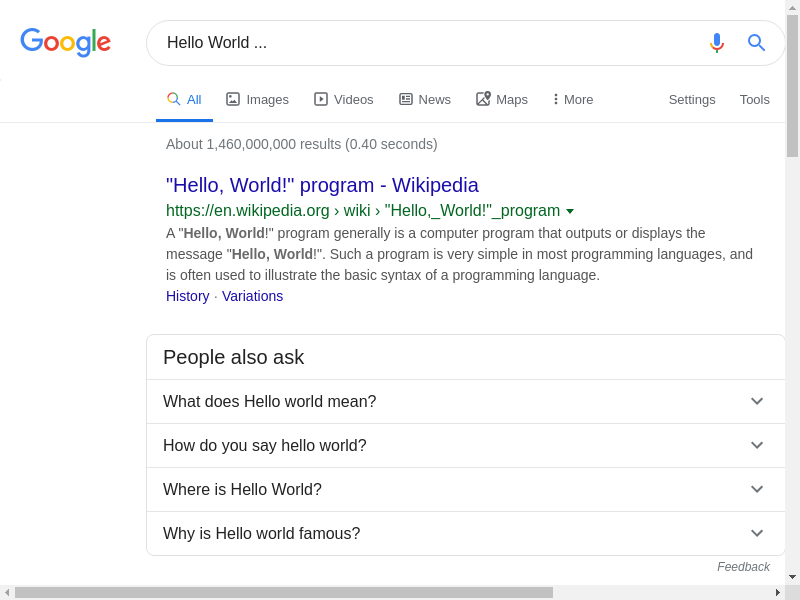 Google
Hello World ...
All Images Videos News Maps More Settings Tools
About 1,460,000,000 results (0.40 seconds)
"Hello, World!" program - Wikipedia
https://en.wikipedia.org › wiki › "Hello,_World!"_program
A "Hello, World!" program generally is a computer program that outputs or displays the
message "Hello, World!". Such a program is very simple in most programming languages, and
is often used to illustrate the basic syntax of a programming language.
History · Variations
People also ask
What does Hello world mean?
How do you say hello world?
Where is Hello World?
Why is Hello world famous?
Feedback